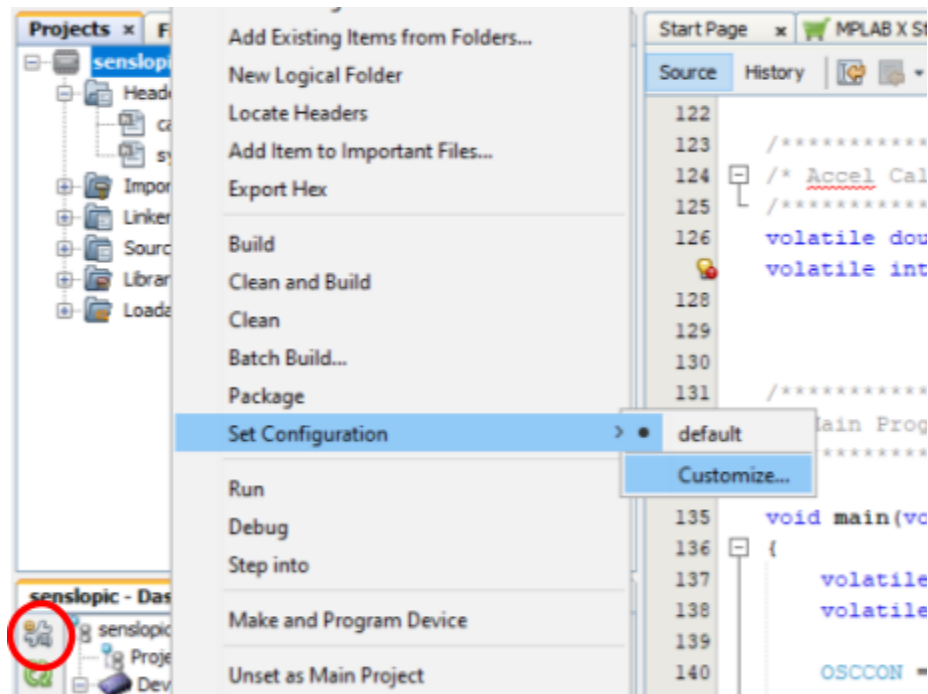 Projects
senslopi
Add Existing Items from Folders...
New Logical Folder
Locate Headers
Add Item to Important Files...
Export Hex
Build
Clean and Build
Clean
Batch Build...
Package
Set Configuration
Run
Debug
Step into
Make and Program Device
Unset as Main Project
default
Customize...
Head
ca
sy
Impor
Linker
Sourc
Librar
Loada
senslopic - Das
senslopic
Proje
Dev
Start Page
MPLAB X St
Source
History
122
123 /************
124 /* Accel Cal
125 /************
126 volatile dou
volatile int
128
129
130
131 /************
ain Prog
*********
135 void main(vo
136 {
137 volatile
138 volatile
139
140 OSCCON =